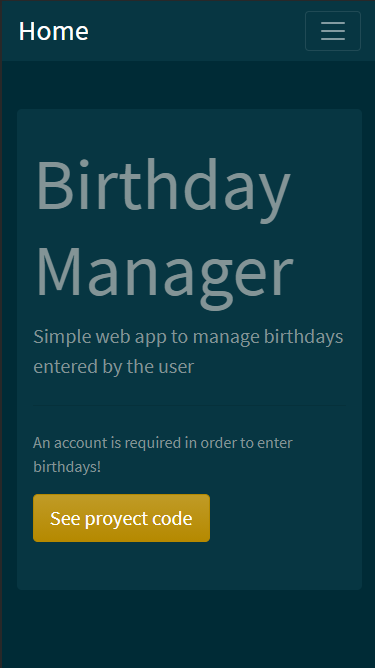 Home
Birthday
Manager
Simple web app to manage birthdays
entered by the user
An account is required in order to enter
birthdays!
See proyect code